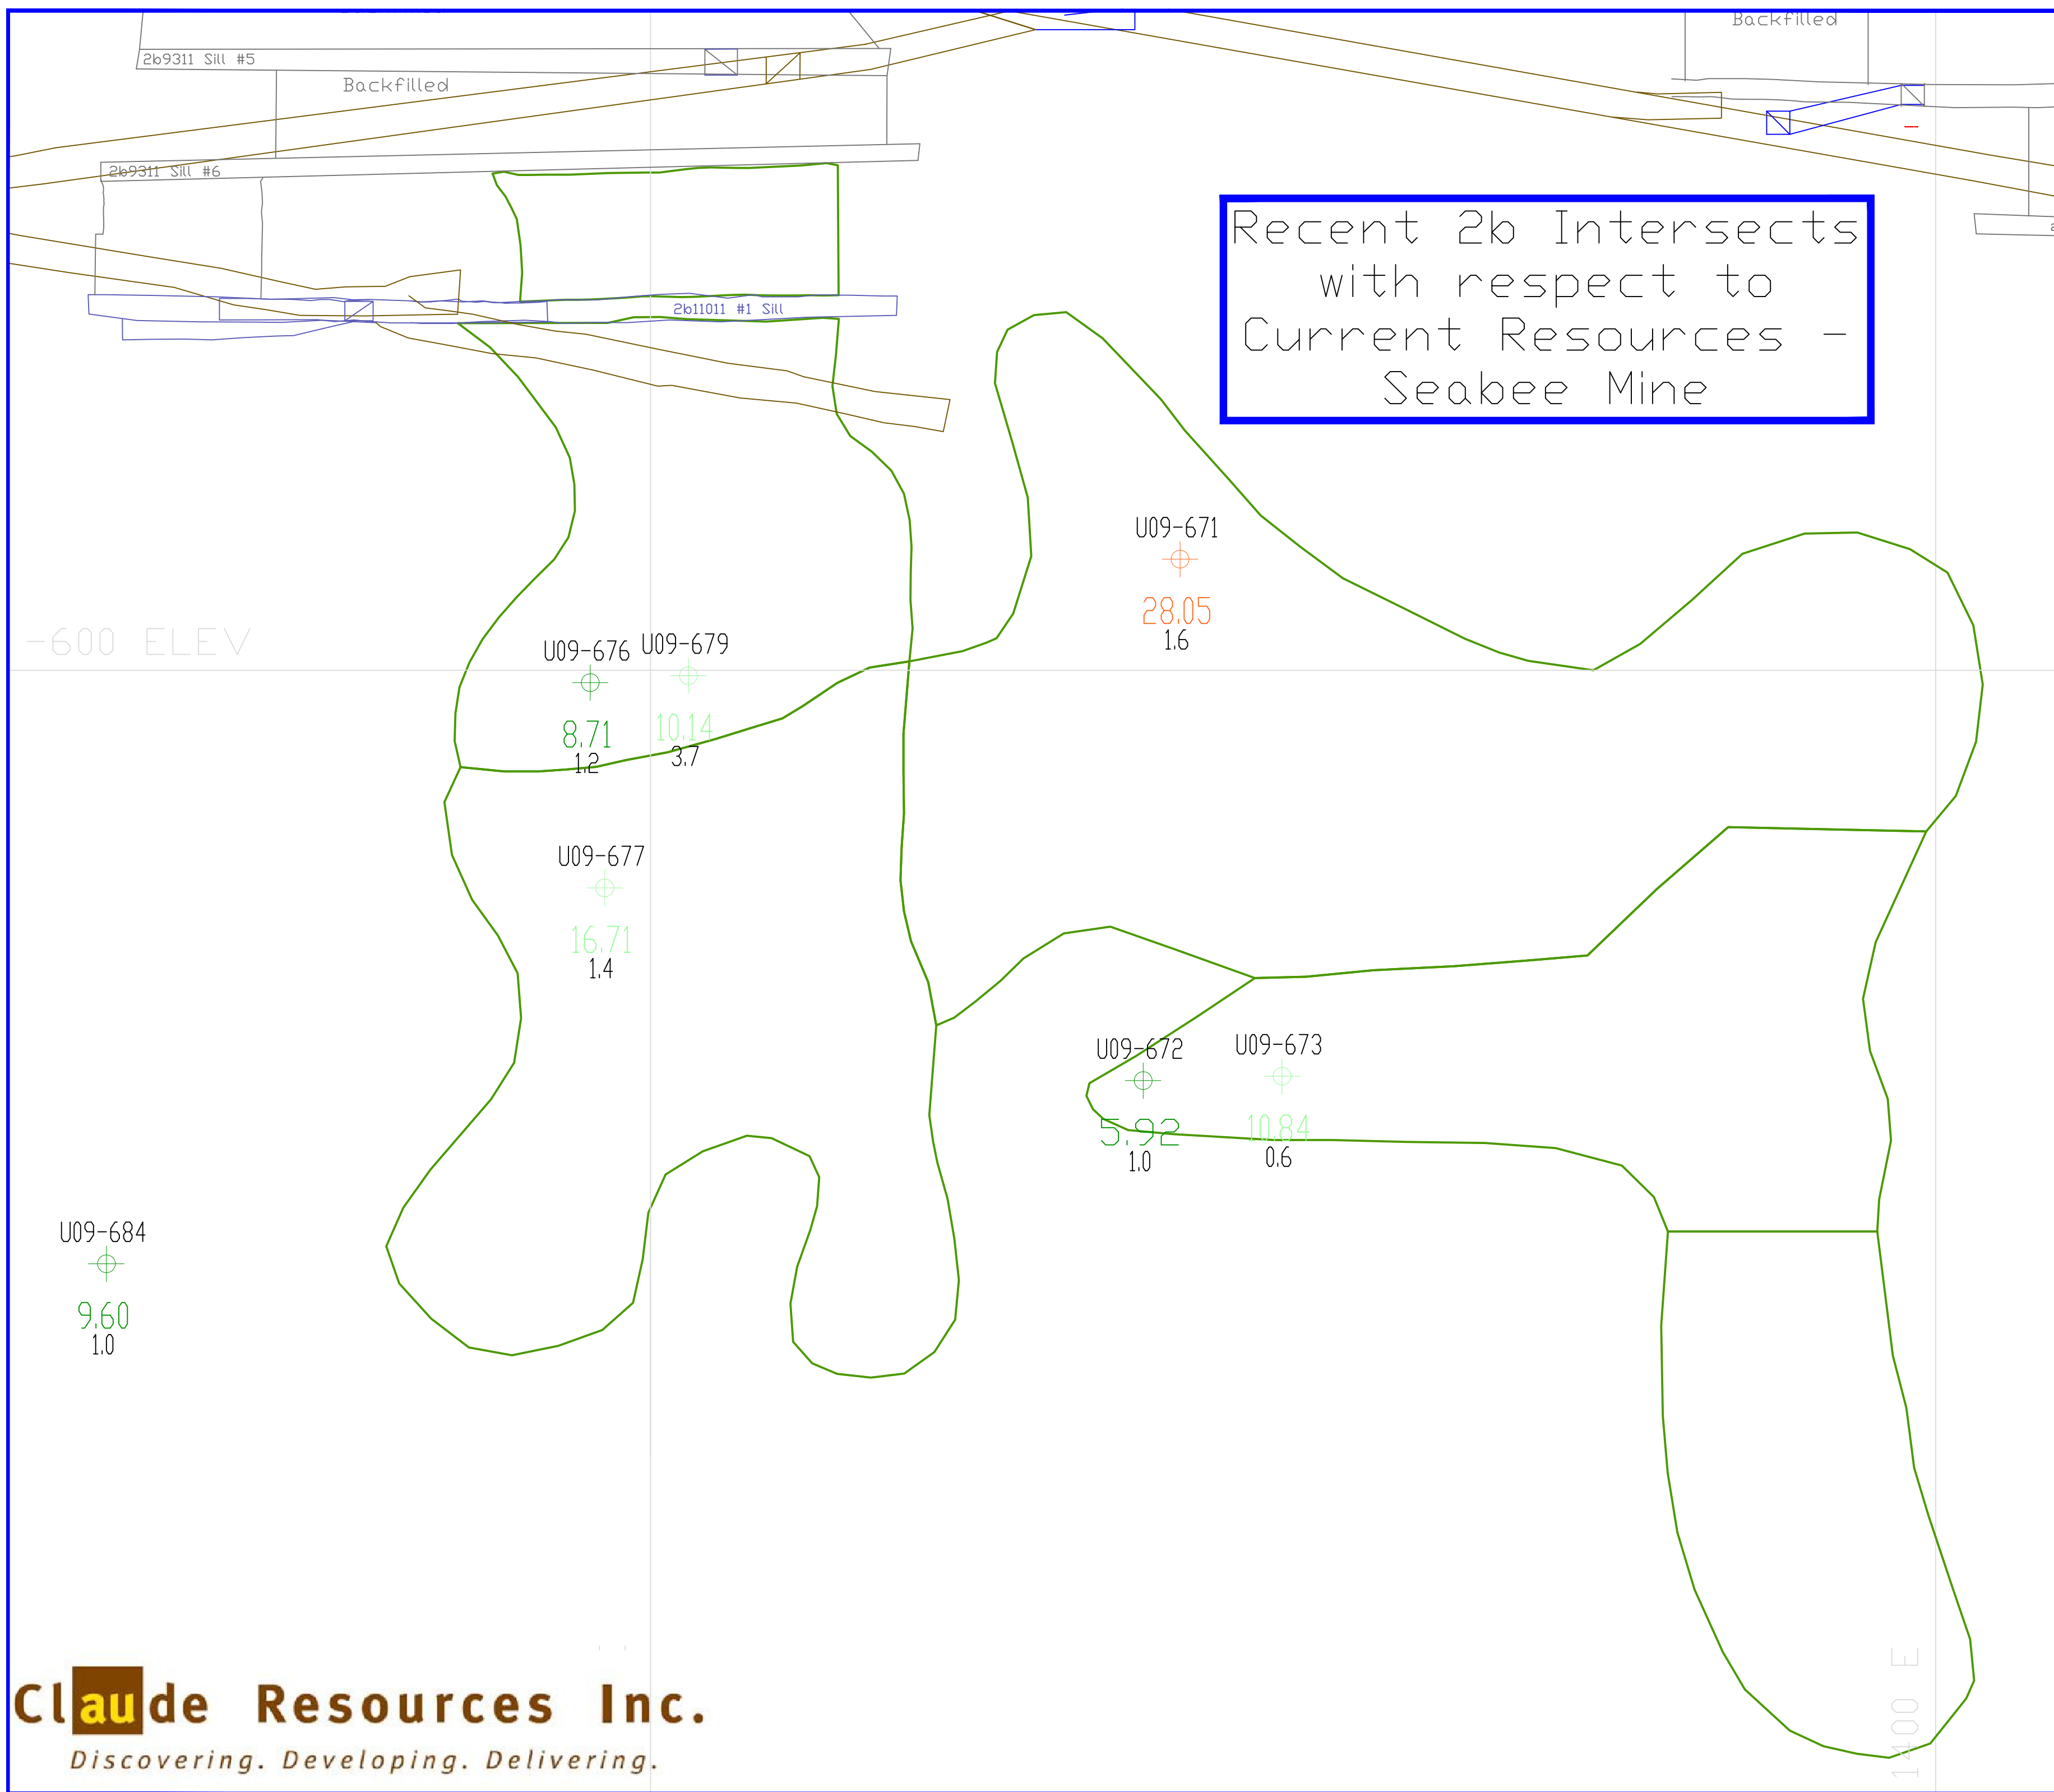 Backfilled
2b9311 Sill #5
Backfilled
2b9311 Sill #6
Recent 2b Intersects
with respect to
Current Resources -
Seabee Mine
2b11011 #1 Sill
U09-671
28.05
1.6
-600 ELEV
U09-676
8.71
1.2
U09-679
10.14
3.7
U09-677
16.71
1.4
U09-672
5.92
1.0
U09-673
10.84
0.6
U09-684
9.60
1.0
1400 E
Claude Resources Inc.
Discovering. Developing. Delivering.